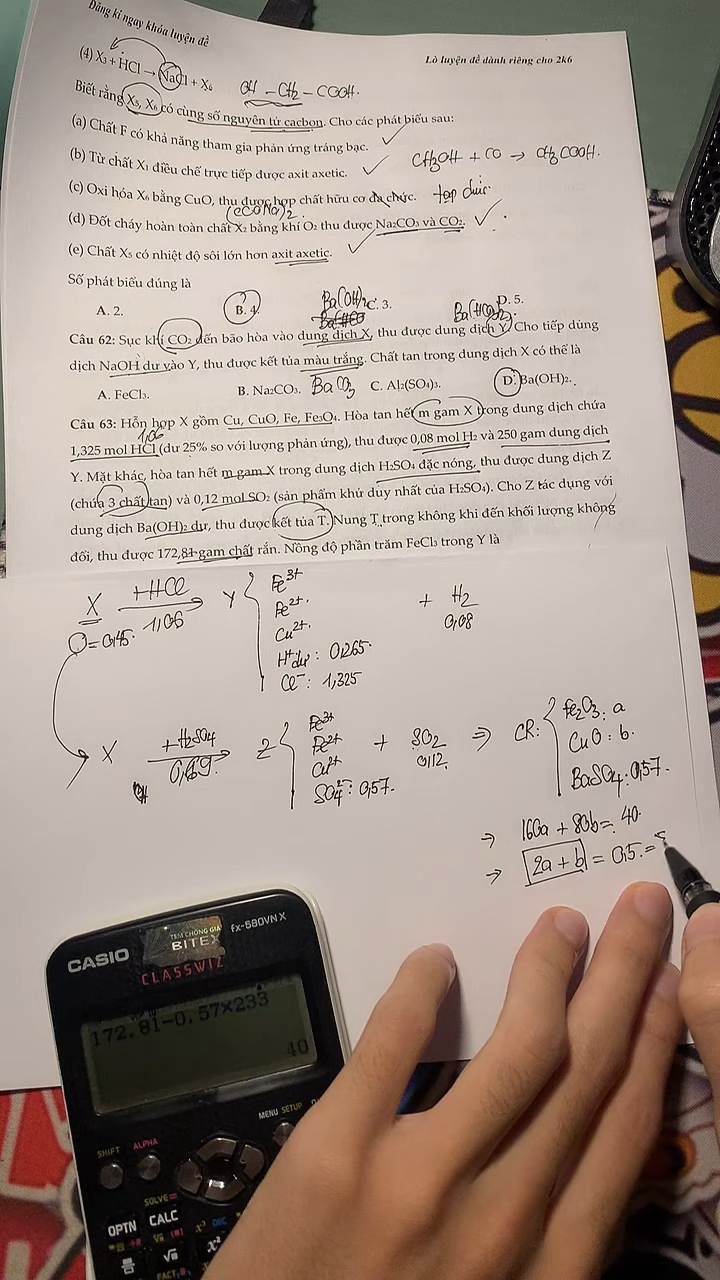 Đăng kí ngay khóa luyện đề
Lò luyện đề dành riêng cho 2k6
(4) X₃ + HCl → NaCl + X₆
OH – CH₂ – COOH.
Biết rằng X₅, X₆ có cùng số nguyên tử cacbon. Cho các phát biểu sau:
(a) Chất F có khả năng tham gia phản ứng tráng bạc.
(b) Từ chất X₁ điều chế trực tiếp được axit axetic.
CH₃OH + CO → CH₃COOH.
(c) Oxi hóa X₆ bằng CuO, thu được hợp chất hữu cơ đa chức.
tạp chức
(d) Đốt cháy hoàn toàn chất X₂ bằng khí O₂ thu được Na₂CO₃ và CO₂.
(e) Chất X₅ có nhiệt độ sôi lớn hơn axit axetic.
Số phát biểu đúng là
A. 2. B. 4. C. 3. D. 5.
Ba(OH)₂
Câu 62: Sục khí CO₂ đến bão hòa vào dung dịch X, thu được dung dịch Y. Cho tiếp dung
dịch NaOH dư vào Y, thu được kết tủa màu trắng. Chất tan trong dung dịch X có thể là
A. FeCl₃. B. Na₂CO₃. BaCO₃ C. Al₂(SO₄)₃. D. Ba(OH)₂.
Câu 63: Hỗn hợp X gồm Cu, CuO, Fe, Fe₃O₄. Hòa tan hết m gam X trong dung dịch chứa
1,06
1,325 mol HCl (dư 25% so với lượng phản ứng), thu được 0,08 mol H₂ và 250 gam dung dịch
Y. Mặt khác, hòa tan hết m gam X trong dung dịch H₂SO₄ đặc nóng, thu được dung dịch Z
(chứa 3 chất tan) và 0,12 mol SO₂ (sản phẩm khử duy nhất của H₂SO₄). Cho Z tác dụng với
dung dịch Ba(OH)₂ dư, thu được kết tủa T. Nung T trong không khí đến khối lượng không
đổi, thu được 172,81 gam chất rắn. Nồng độ phần trăm FeCl₃ trong Y là
X +HCl 1,06 Y { Fe³⁺
Fe²⁺
Cu²⁺
H⁺dư : 0,265
Cl⁻ : 1,325
+ H₂
0,08
O = 0,45
X +H₂SO₄ 0,69 Z { Fe³⁺
Fe²⁺
Cu²⁺
SO₄²⁻ : 0,57
+ SO₂
0,12
⇒ CR: { Fe₂O₃ : a
CuO : b
BaSO₄ : 0,57
⇒ 160a + 80b = 40
⇒ 2a + b = 0,5 =
CASIO
TEM CHỐNG GIẢ
BITEX
fx-580VN X
CLASSWIZ
172.81-0.57×233
40
MENU SETUP
SHIFT ALPHA
SOLVE =
OPTN CALC